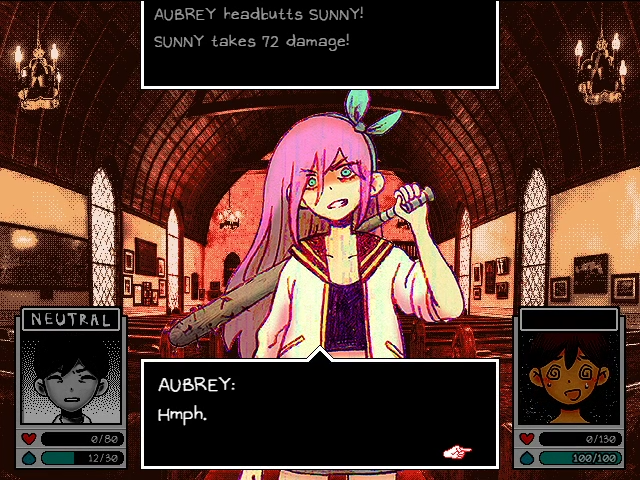 AUBREY headbutts SUNNY!
SUNNY takes 72 damage!
NEUTRAL
AUBREY:
Hmph.
0/80
12/30
0/130
100/100